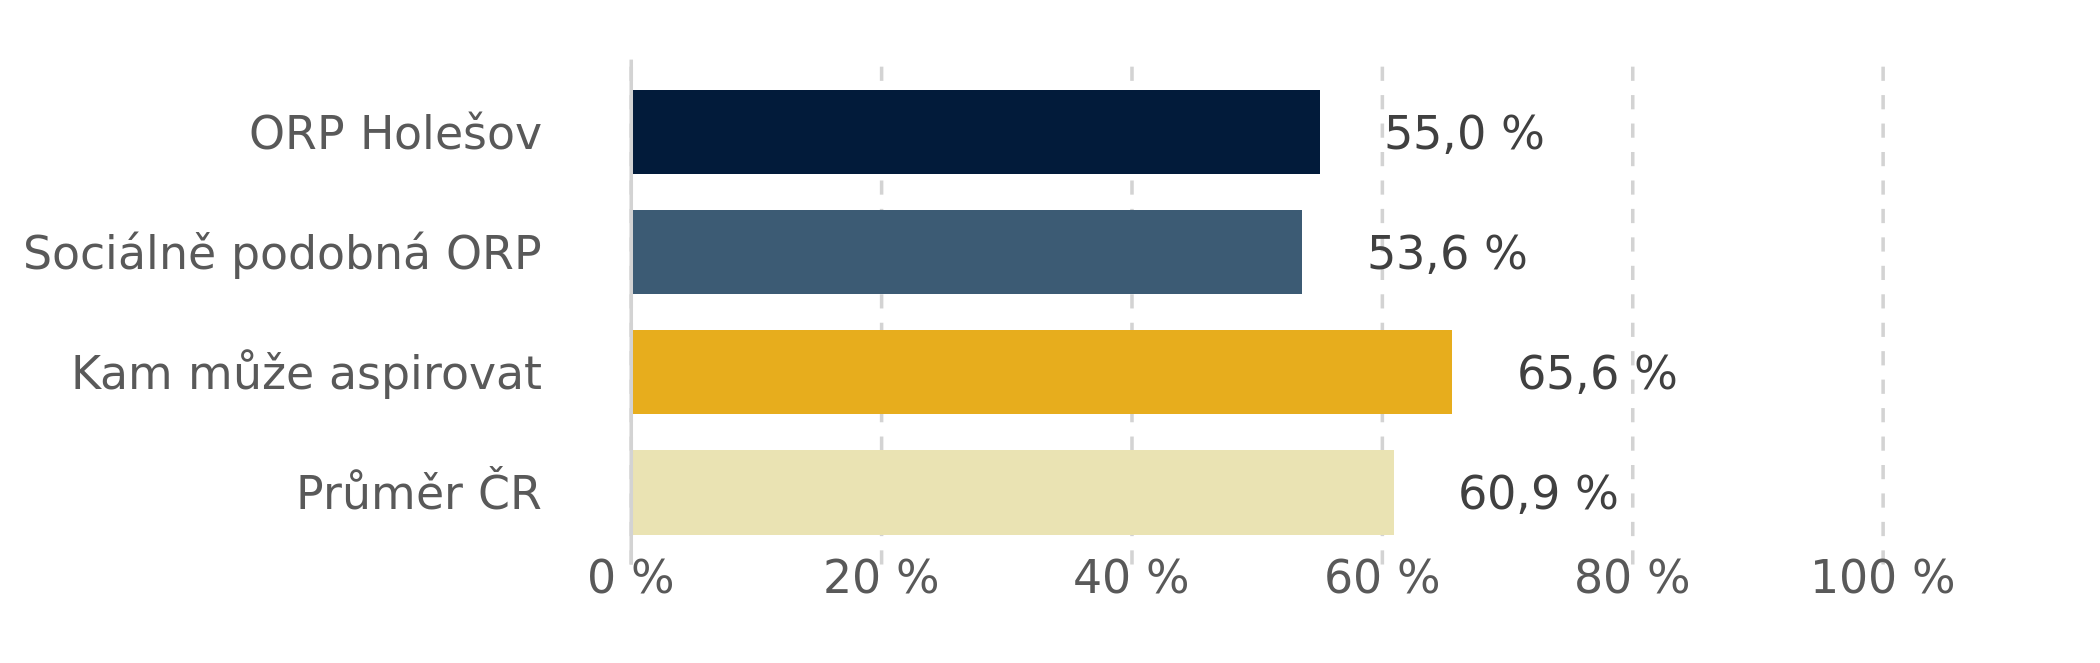 ORP Holešov 55,0 %
Sociálně podobná ORP 53,6 %
Kam může aspirovat 65,6 %
Průměr ČR 60,9 %
0 % 20 % 40 % 60 % 80 % 100 %